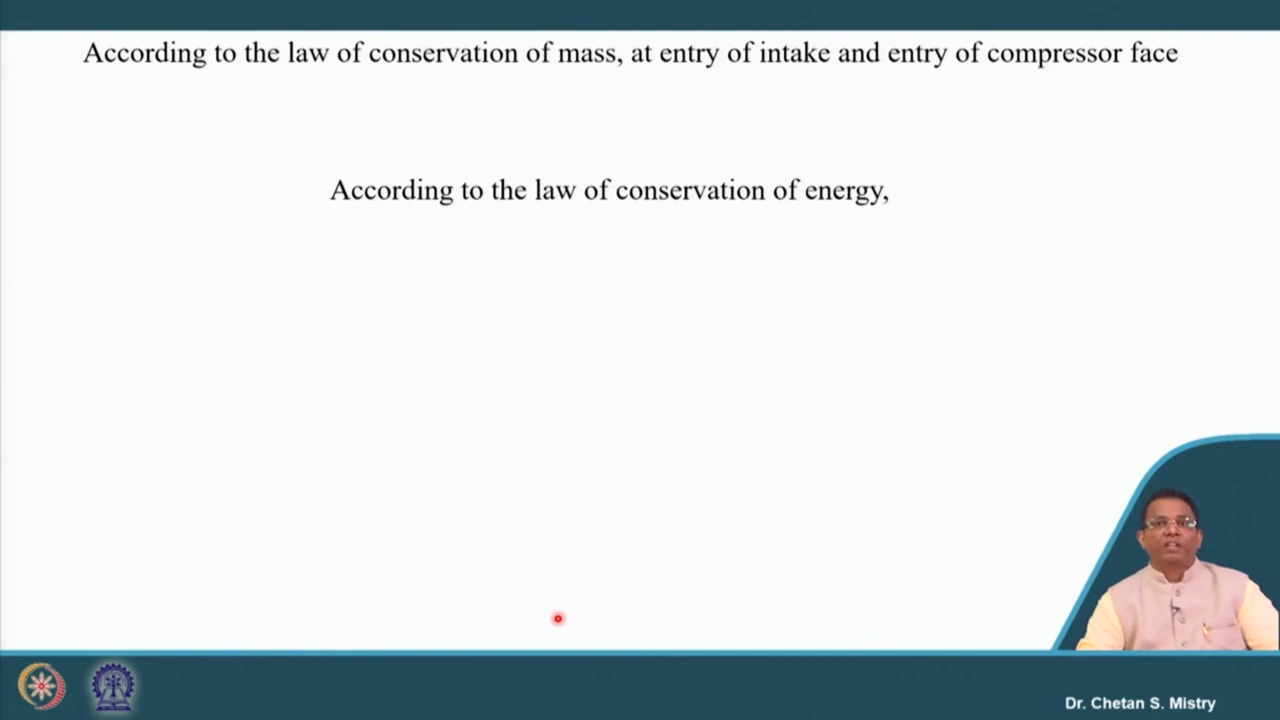 According to the law of conservation of mass, at entry of intake and entry of compressor face
According to the law of conservation of energy,
Dr. Chetan S. Mistry